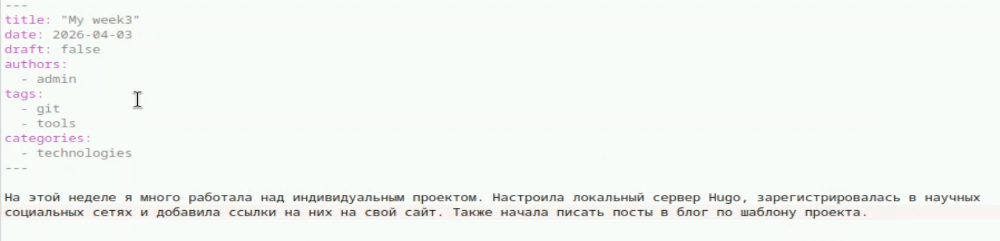 ---
title: "My week3"
date: 2026-04-03
draft: false
authors:
  - admin
tags:
  - git
  - tools
categories:
  - technologies
---
На этой неделе я много работала над индивидуальным проектом. Настроила локальный сервер Hugo, зарегистрировалась в научных
социальных сетях и добавила ссылки на них на свой сайт. Также начала писать посты в блог по шаблону проекта.